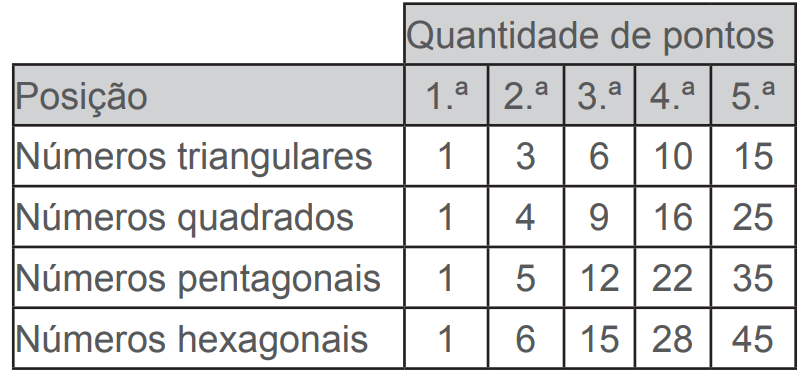 Quantidade de pontos
Posição 1.ª 2.ª 3.ª 4.ª 5.ª
Números triangulares 1 3 6 10 15
Números quadrados 1 4 9 16 25
Números pentagonais 1 5 12 22 35
Números hexagonais 1 6 15 28 45